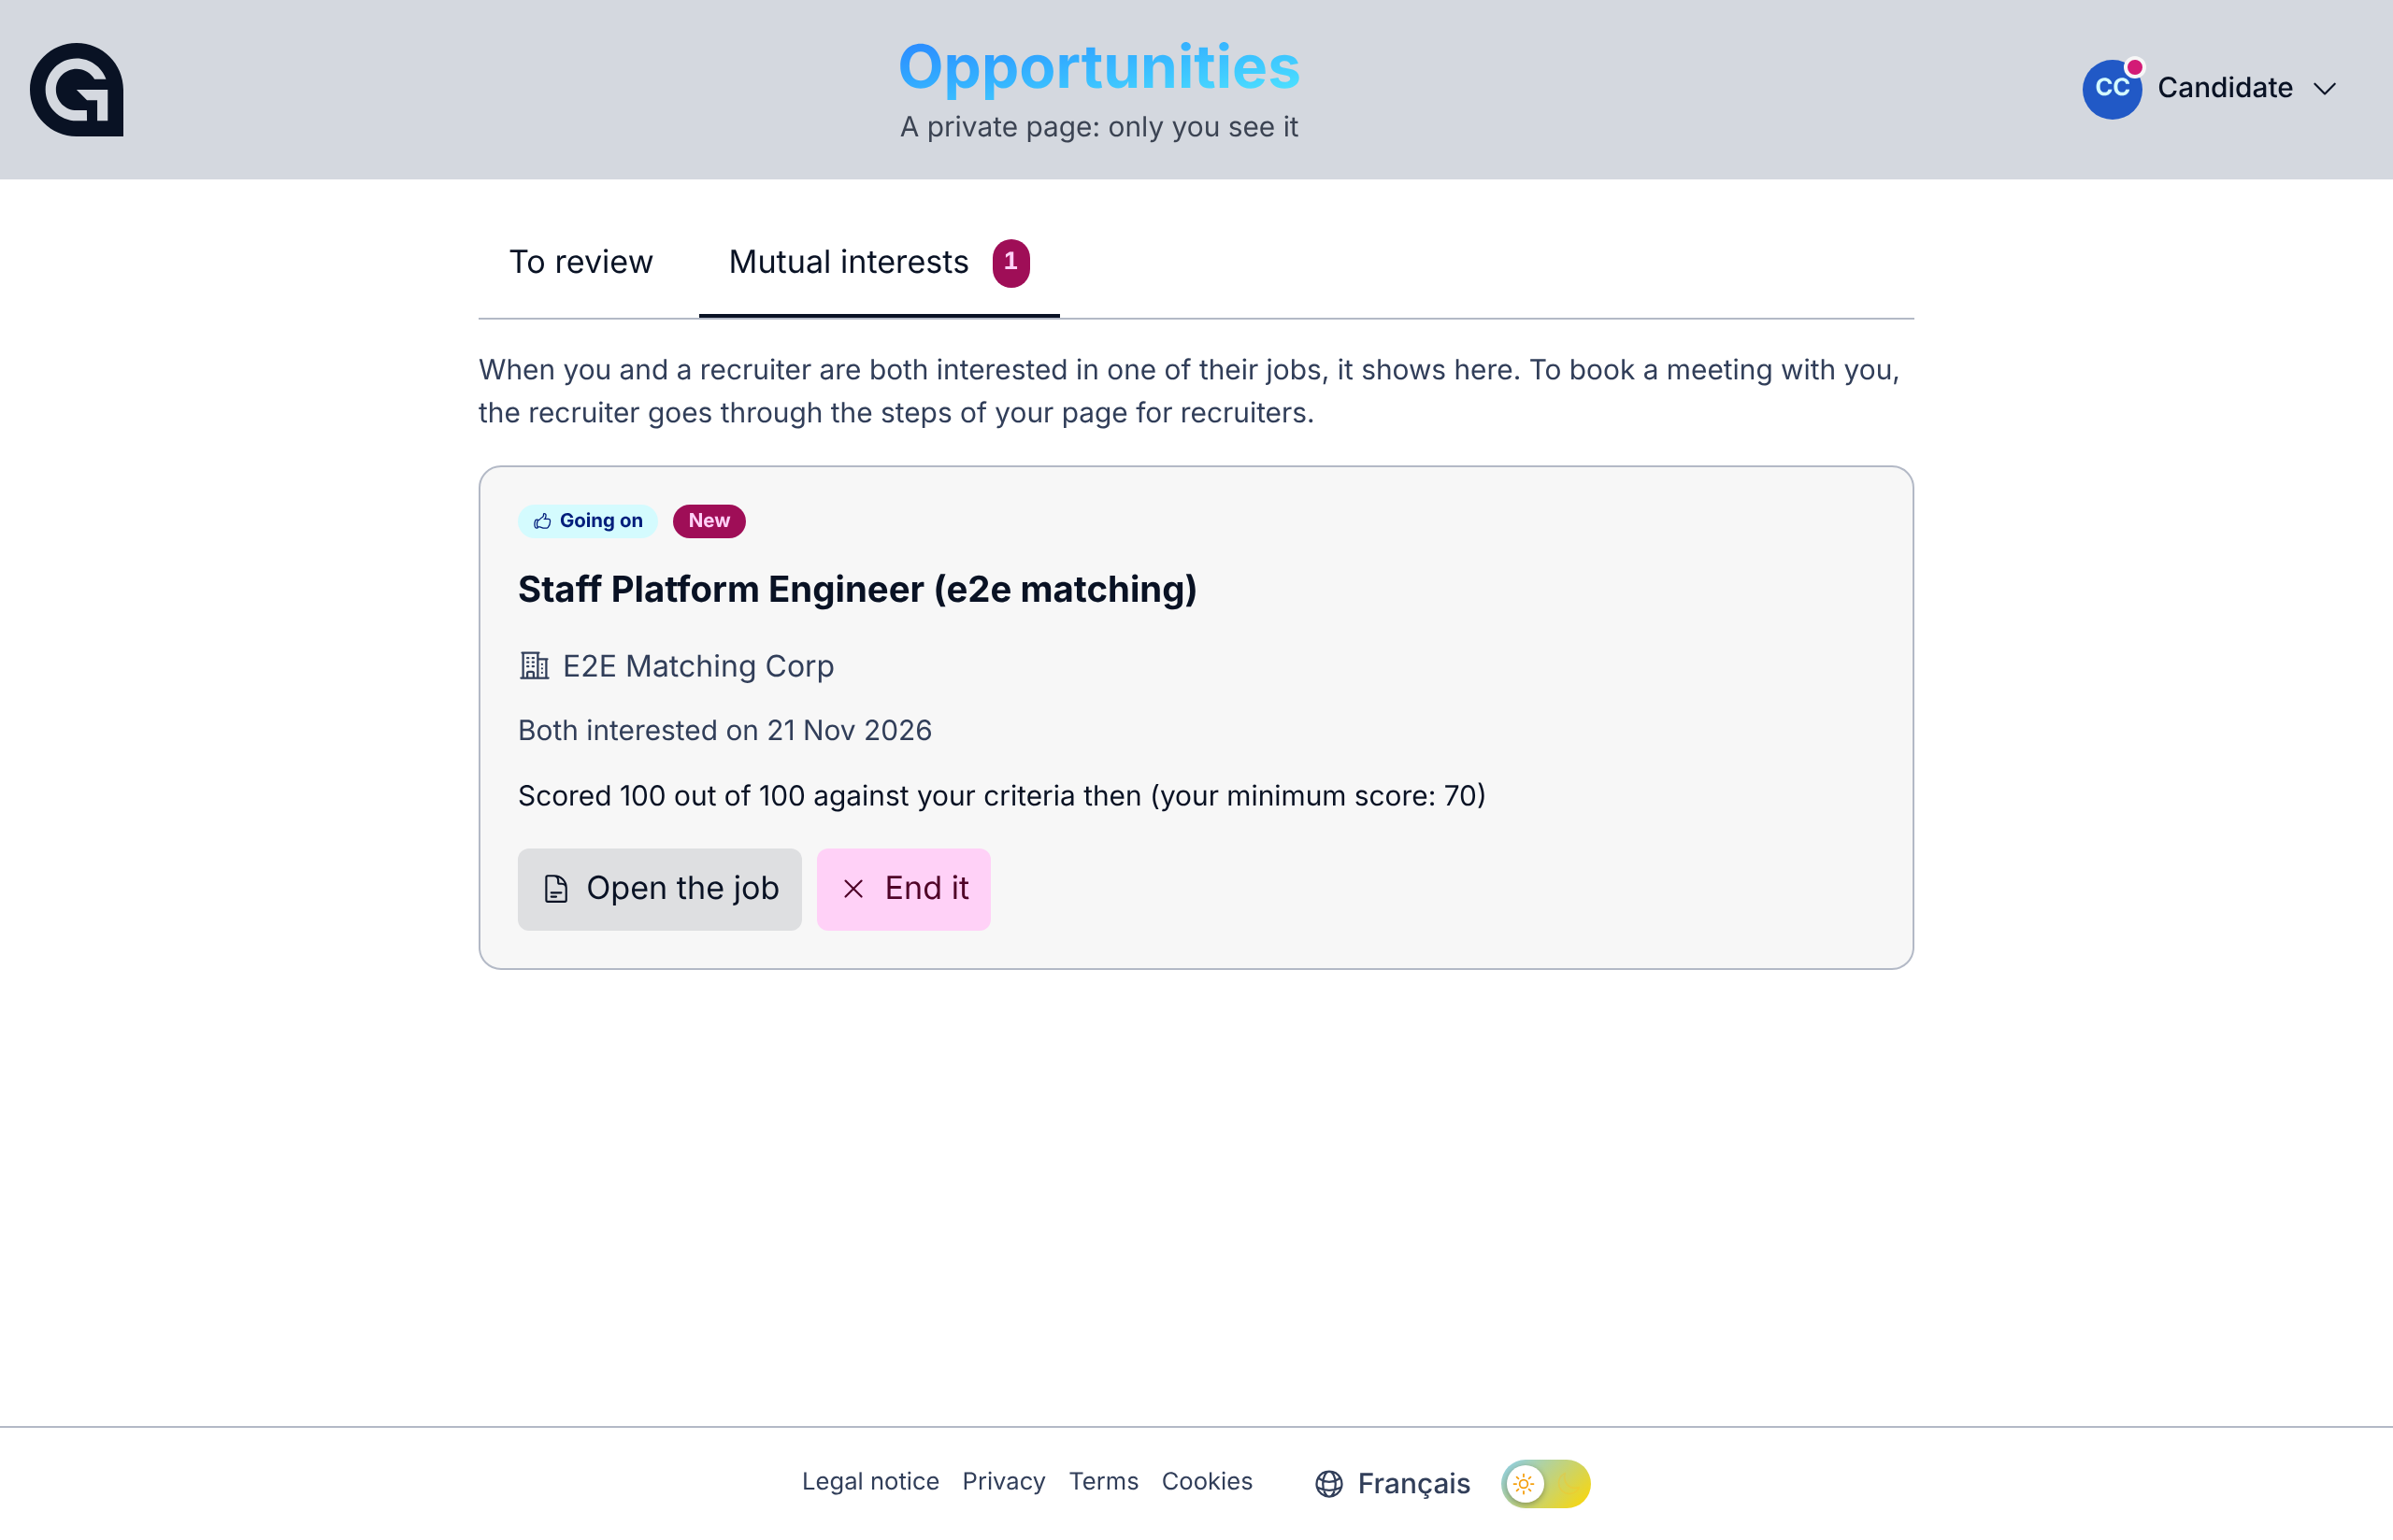 Opportunities
A private page: only you see it
CC
Candidate
To review
Mutual interests
1
When you and a recruiter are both interested in one of their jobs, it shows here. To book a meeting with you,
the recruiter goes through the steps of your page for recruiters.
Going on
New
Staff Platform Engineer (e2e matching)
E2E Matching Corp
Both interested on 21 Nov 2026
Scored 100 out of 100 against your criteria then (your minimum score: 70)
Open the job
End it
Legal notice
Privacy
Terms
Cookies
Français